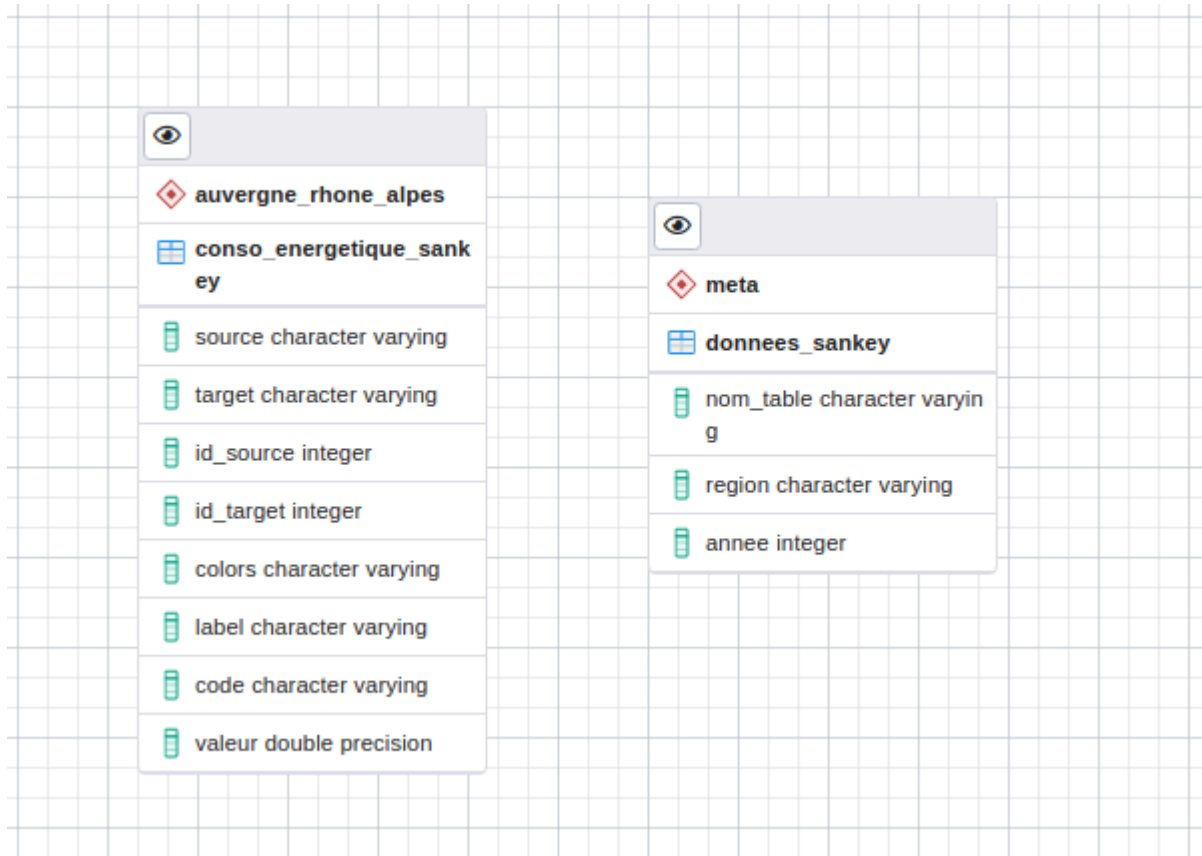 auvergne_rhone_alpes
conso_energetique_sank
ey
source character varying
target character varying
id_source integer
id_target integer
colors character varying
label character varying
code character varying
valeur double precision
meta
donnees_sankey
nom_table character varyin
g
region character varying
annee integer